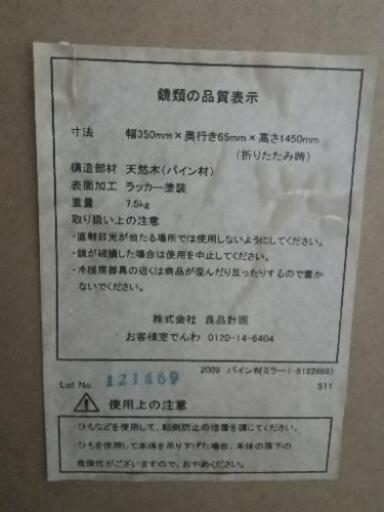 鏡類の品質表示
寸法 幅350mm×奥行き65mm×高さ1450mm
(折りたたみ時)
構造部材 天然木(パイン材)
表面加工 ラッカー塗装
重量 7.5kg
取り扱い上の注意
・直射日光が当たる場所では使用しないようにしてください。
・鏡が破損した場合は使用を中止してください。
・冷暖房器具の近くは商品が歪んだり反ったりするので置か
ないでください。
株式会社 良品計画
お客様室でんわ 0120-14-6404
2009 パイン材ミラー(-5122968)
Lot No. 121469 511
使用上の注意
・ひもなどを使用して、転倒防止の措置を講じてください。
・ひもを使用して本体を吊り下げた場合、本体の落下の
危険性がございますので、おやめください。